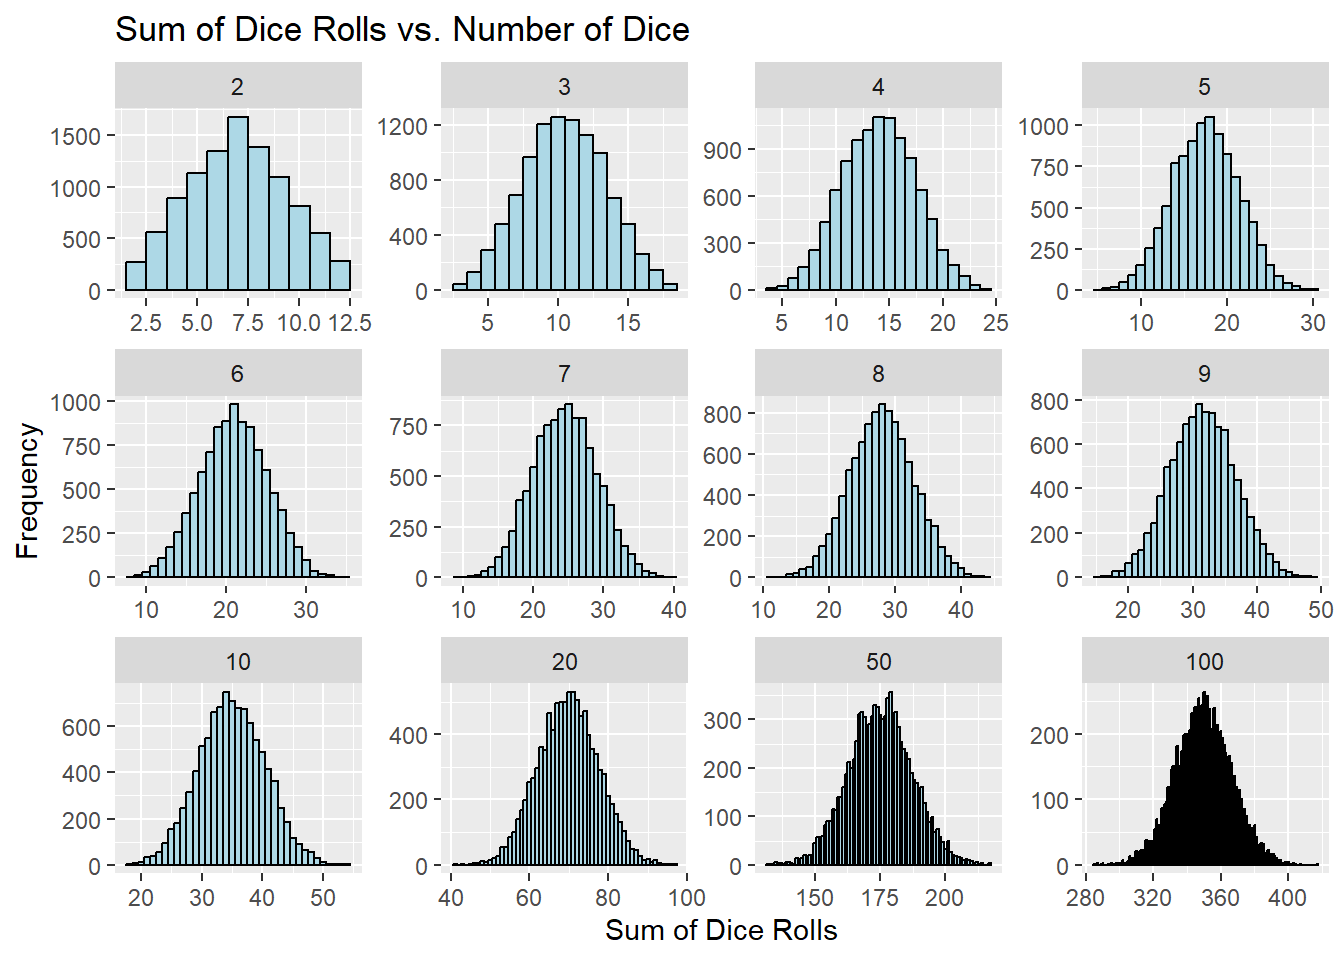 Sum of Dice Rolls vs. Number of Dice
2 3 4 5
1500 1200 900 1000
1000 800 600 750
500 400 300 500
0 0 0 250
0
2.5 5.0 7.5 10.0 12.5 5 10 15 5 10 15 20 25 10 20 30
6 7 8 9
1000 750 800 800
750 500 600 600
500 250 400 400
250 0 200 200
0 0 0
10 20 30 10 20 30 40 10 20 30 40 20 30 40 50
Frequency
10 20 50 100
600 400 300 200
400 200 200 100
200 0 100 0
0 0
20 30 40 50 40 60 80 100 150 175 200 280 320 360 400
Sum of Dice Rolls